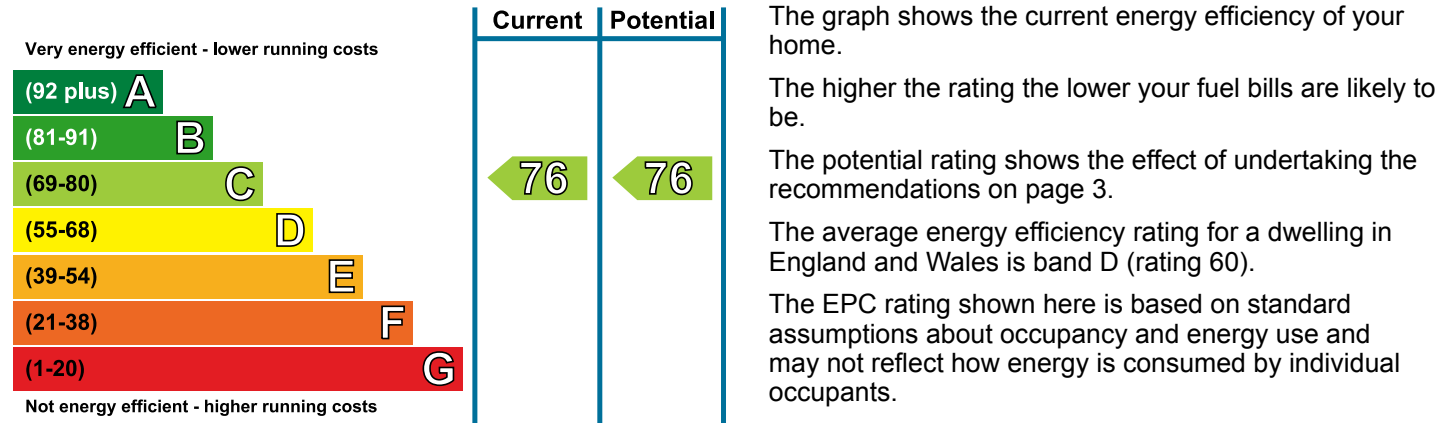 Current Potential
Very energy efficient - lower running costs
(92 plus) A
(81-91) B
(69-80) C
76 76
(55-68) D
(39-54) E
(21-38) F
(1-20) G
Not energy efficient - higher running costs
The graph shows the current energy efficiency of your
home.
The higher the rating the lower your fuel bills are likely to
be.
The potential rating shows the effect of undertaking the
recommendations on page 3.
The average energy efficiency rating for a dwelling in
England and Wales is band D (rating 60).
The EPC rating shown here is based on standard
assumptions about occupancy and energy use and
may not reflect how energy is consumed by individual
occupants.